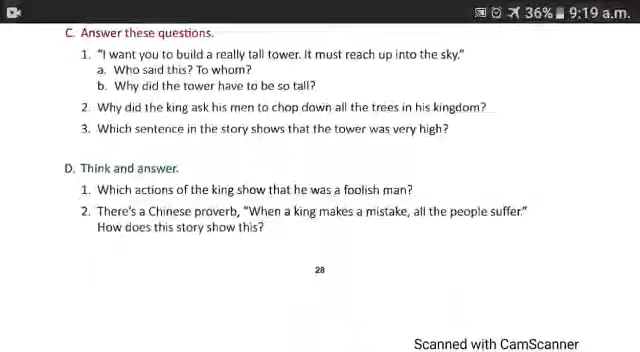 36% 9:19 a.m.
C. Answer these questions.
1. "I want you to build a really tall tower. It must reach up into the sky."
a. Who said this? To whom?
b. Why did the tower have to be so tall?
2. Why did the king ask his men to chop down all the trees in his kingdom?
3. Which sentence in the story shows that the tower was very high?
D. Think and answer.
1. Which actions of the king show that he was a foolish man?
2. There's a Chinese proverb, "When a king makes a mistake, all the people suffer."
How does this story show this?
28
Scanned with CamScanner